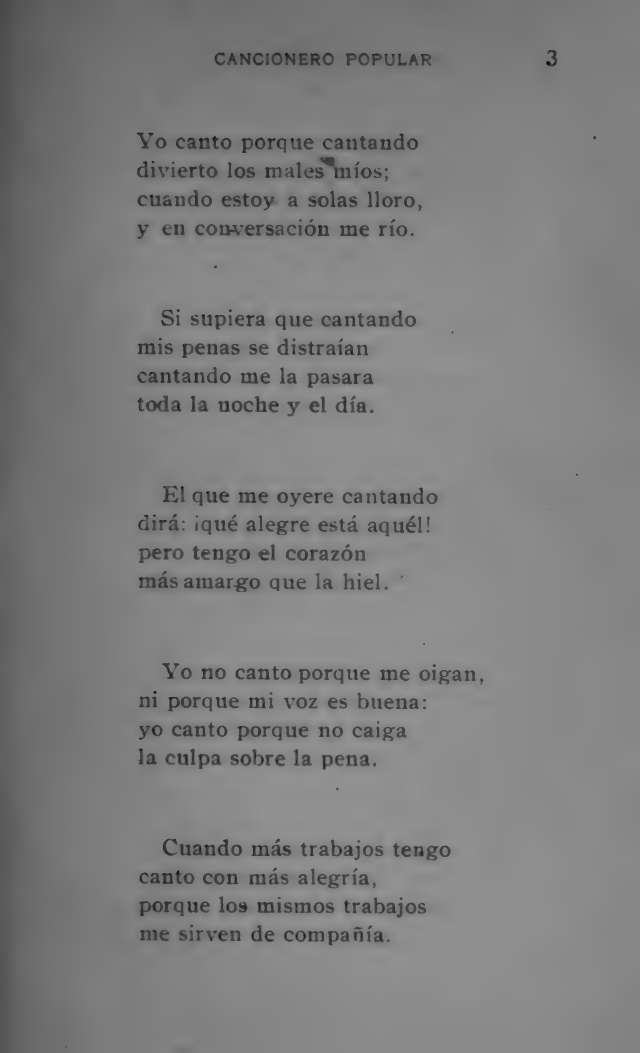 CANCIONERO POPULAR 3
Yo canto porque cantando
divierto los males míos;
cuando estoy a solas lloro,
y en conversación me río.
Si supiera que cantando
mis penas se distraían
cantando me la pasara
toda la noche y el día.
El que me oyere cantando
dirá: ¡qué alegre está aquél!
pero tengo el corazón
más amargo que la hiel.
Yo no canto porque me oigan,
ni porque mi voz es buena:
yo canto porque no caiga
la culpa sobre la pena.
Cuando más trabajos tengo
canto con más alegría,
porque los mismos trabajos
me sirven de compañía.